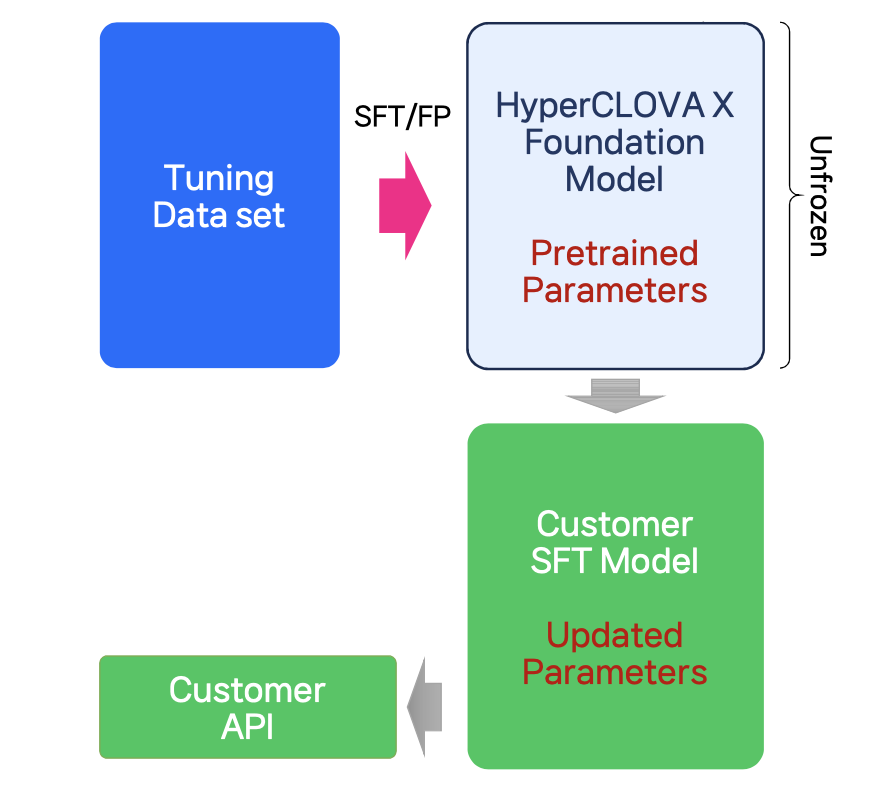 Tuning
Data set
SFT/FP
HyperCLOVA X
Foundation
Model
Pretrained
Parameters
Unfrozen
Customer
SFT Model
Updated
Parameters
Customer
API